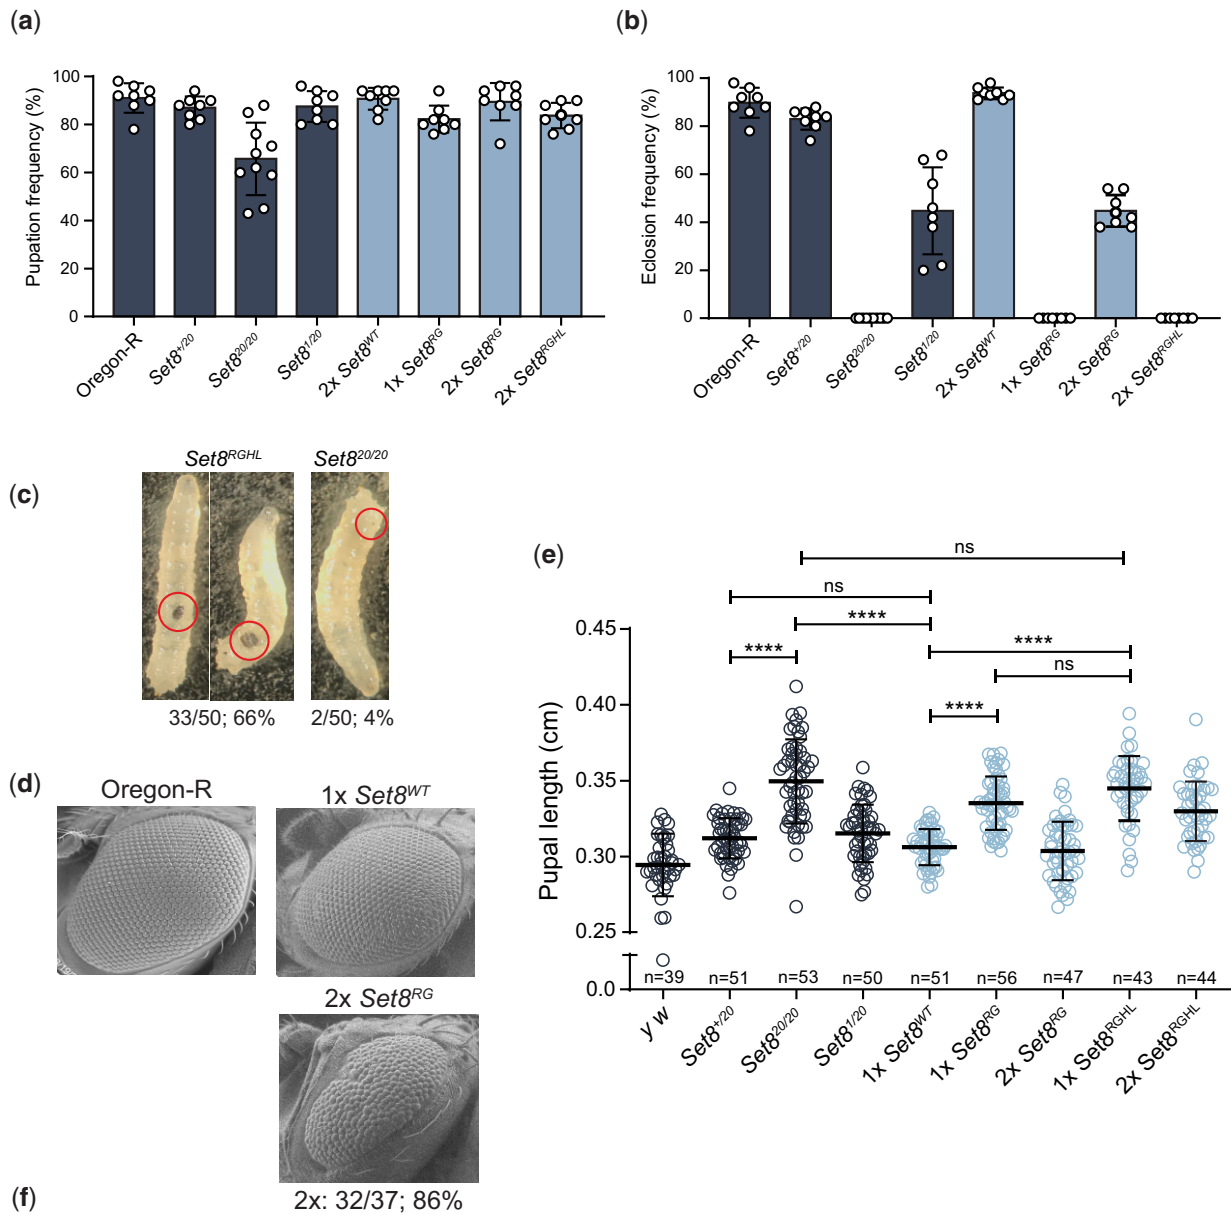 (a)
Pupation frequency (%)
100
80
60
40
20
0
Oregon-R
Set8+/20
Set820/20
Set81/20
2x Set8WT
1x Set8RG
2x Set8RG
2x Set8RGHL
(b)
Eclosion frequency (%)
100
80
60
40
20
0
Oregon-R
Set8+/20
Set820/20
Set81/20
2x Set8WT
1x Set8RG
2x Set8RG
2x Set8RGHL
(c)
Set8RGHL
Set820/20
33/50; 66%
2/50; 4%
(d)
Oregon-R
1x Set8WT
2x Set8RG
2x: 32/37; 86%
(e)
ns
ns
****
****
****
ns
****
Pupal length (cm)
0.45
0.40
0.35
0.30
0.25
0.0
n=39
n=51
n=53
n=50
n=51
n=56
n=47
n=43
n=44
y w
Set8+/20
Set820/20
Set81/20
1x Set8WT
1x Set8RG
2x Set8RG
1x Set8RGHL
2x Set8RGHL
(f)